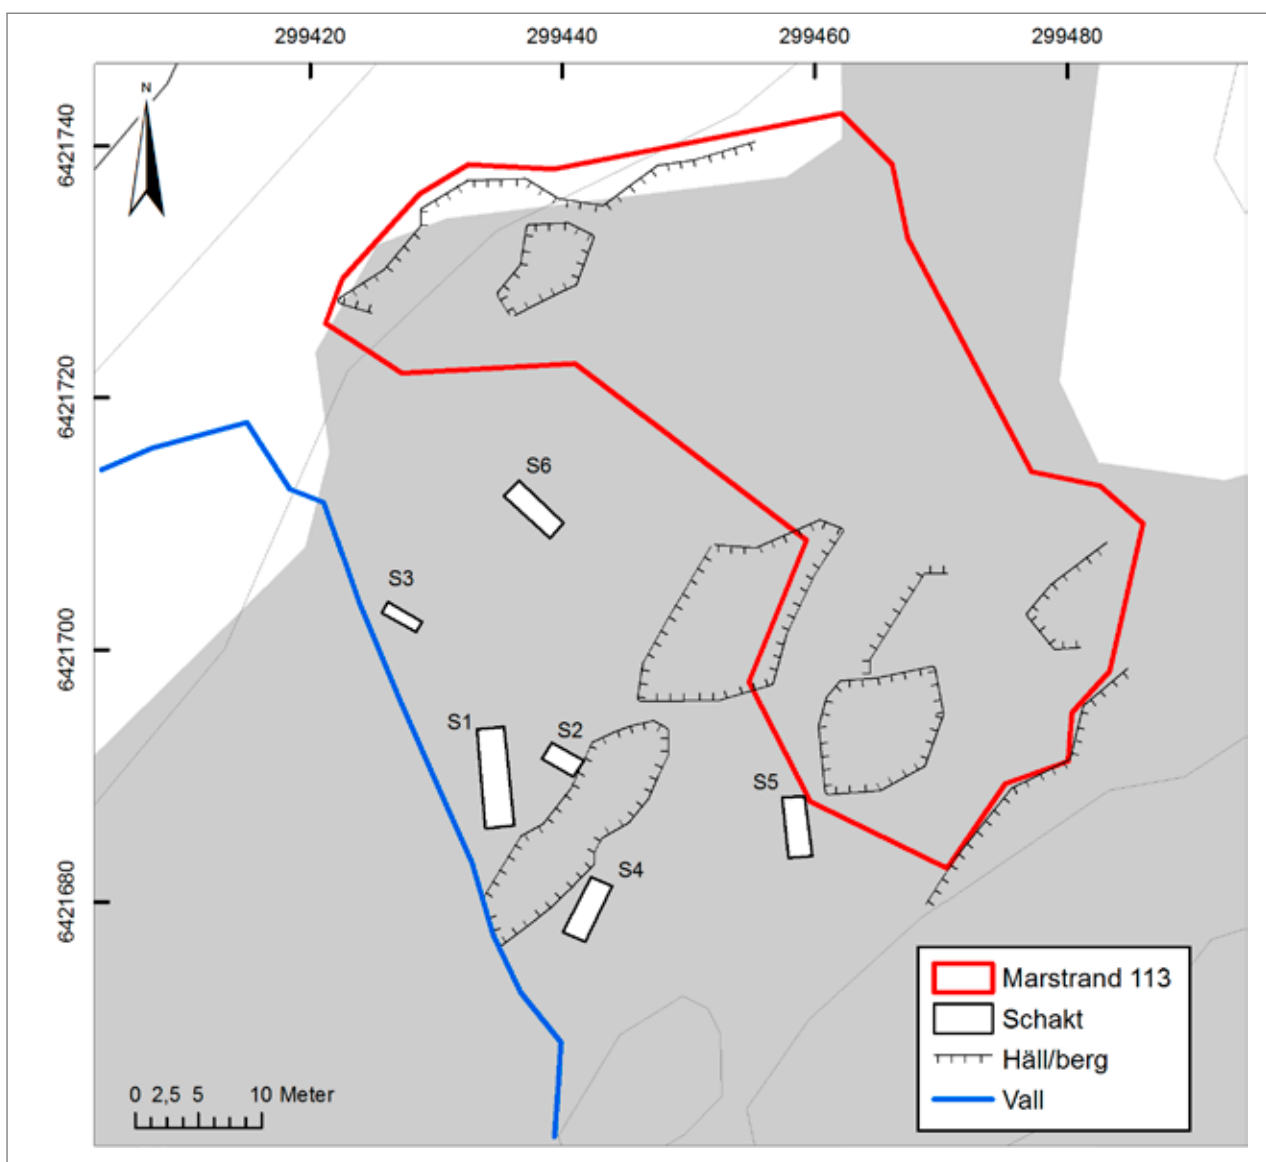 299420 299440 299460 299480
N
6421740
6421720
6421700
6421680
S6
S3
S1
S2
S5
S4
Marstrand 113
Schakt
Häll/berg
Vall
0 2,5 5 10 Meter